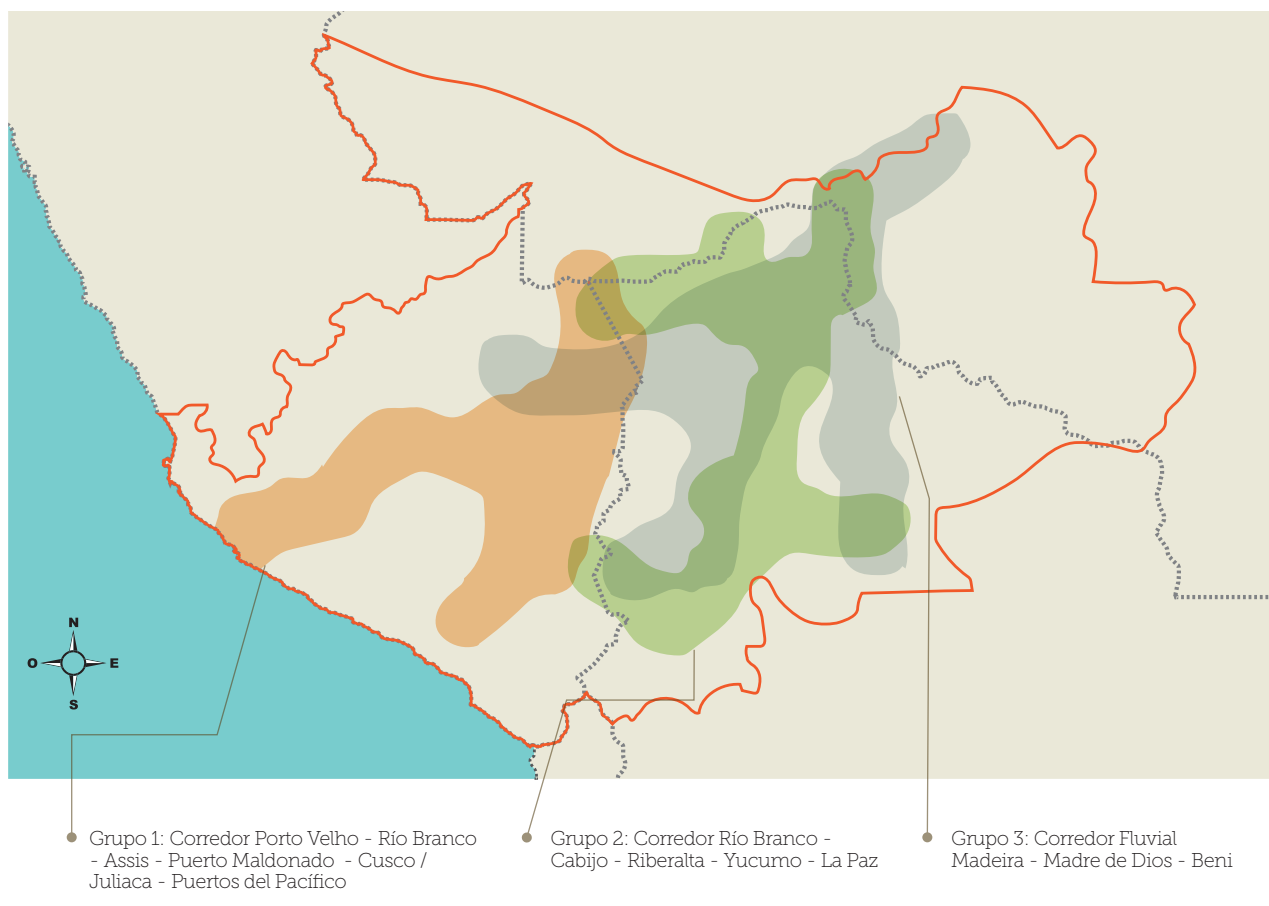 N
O
E
S
Grupo 1: Corredor Porto Velho - Río Branco
- Assis - Puerto Maldonado - Cusco /
Juliaca - Puertos del Pacífico
Grupo 2: Corredor Río Branco -
Cabijo - Riberalta - Yucumo - La Paz
Grupo 3: Corredor Fluvial
Madeira - Madre de Dios - Beni